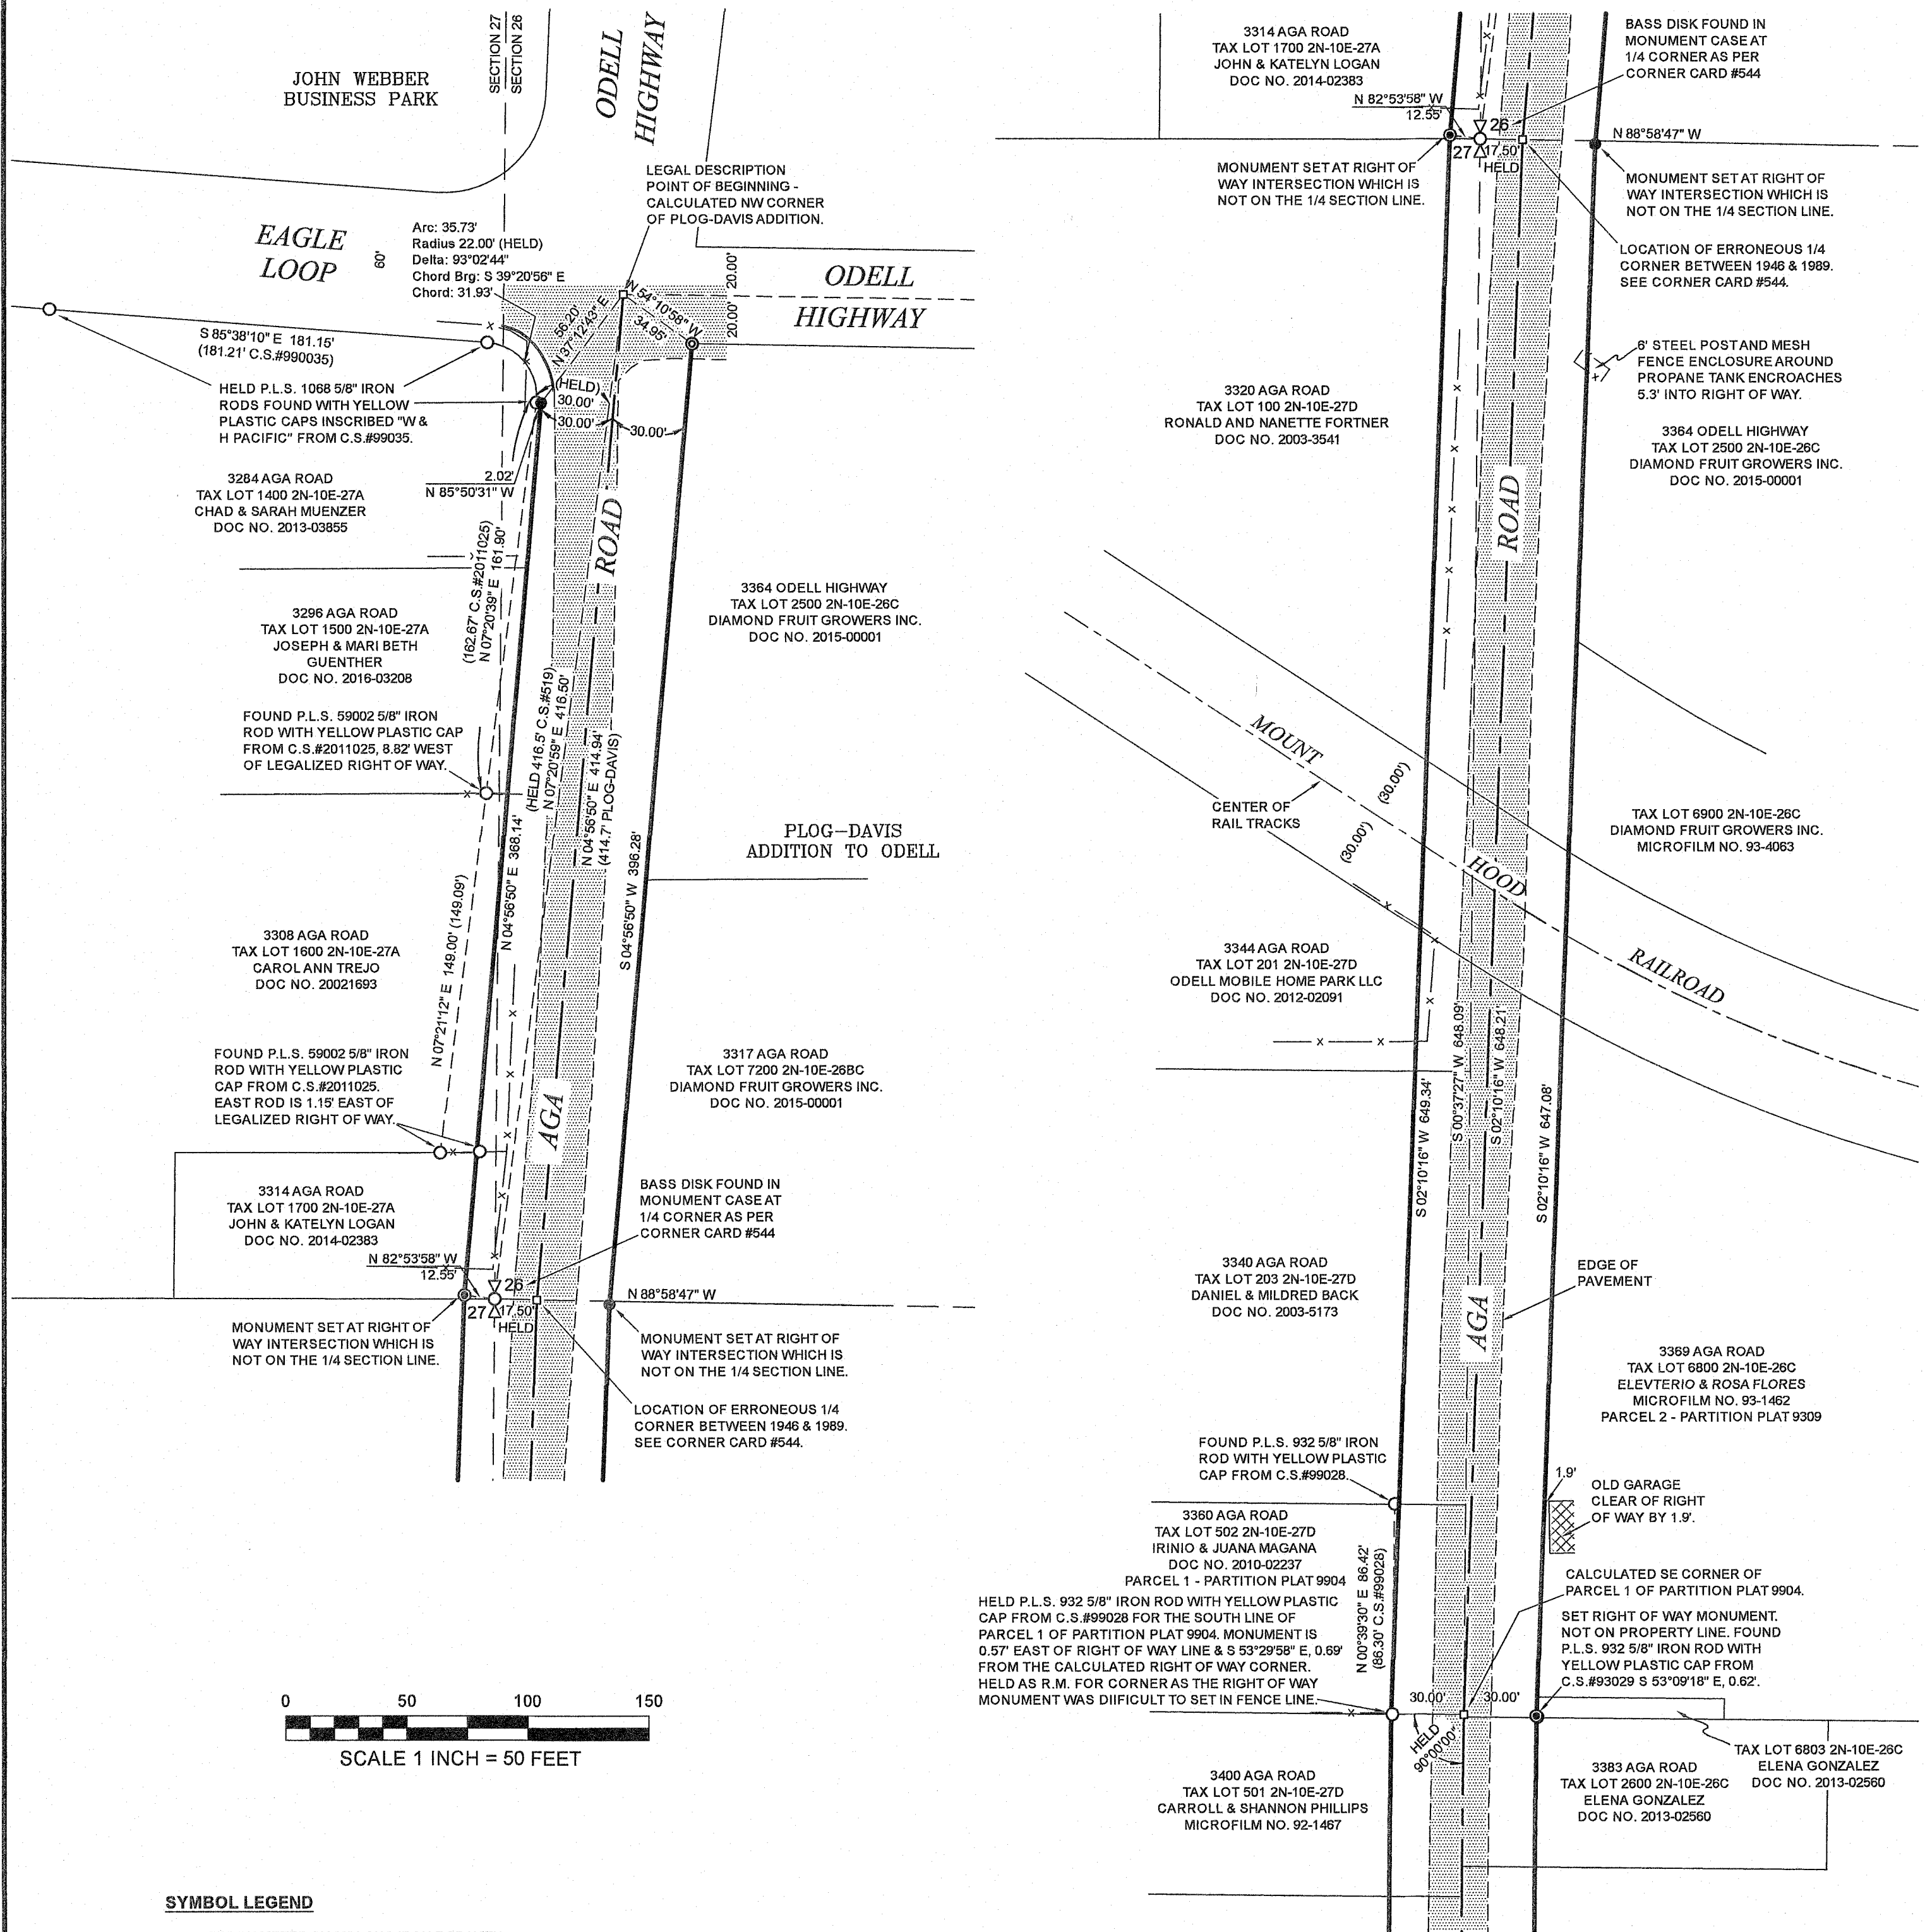 SECTION 27
SECTION 26
JOHN WEBBER
BUSINESS PARK
ODELL
HIGHWAY
LEGAL DESCRIPTION
POINT OF BEGINNING -
CALCULATED NW CORNER
OF PLOG-DAVIS ADDITION.
EAGLE
LOOP
60'
Arc: 35.73'
Radius 22.00' (HELD)
Delta: 93°02'44"
Chord Brg: S 39°20'56" E
Chord: 31.93'
20.00'
20.00'
ODELL
HIGHWAY
56.20'
N 37°12'43" E
N 54°10'58" W
34.95'
S 85°38'10" E 181.15'
(181.21' C.S.#990035)
HELD P.L.S. 1068 5/8" IRON
RODS FOUND WITH YELLOW
PLASTIC CAPS INSCRIBED "W &
H PACIFIC" FROM C.S.#99035.
(HELD)
30.00'
30.00'
30.00'
3284 AGA ROAD
TAX LOT 1400 2N-10E-27A
CHAD & SARAH MUENZER
DOC NO. 2013-03855
2.02'
N 85°50'31" W
(162.67' C.S.#2011025)
N 07°20'39" E 161.90'
ROAD
3296 AGA ROAD
TAX LOT 1500 2N-10E-27A
JOSEPH & MARI BETH
GUENTHER
DOC NO. 2016-03208
3364 ODELL HIGHWAY
TAX LOT 2500 2N-10E-26C
DIAMOND FRUIT GROWERS INC.
DOC NO. 2015-00001
FOUND P.L.S. 59002 5/8" IRON
ROD WITH YELLOW PLASTIC CAP
FROM C.S.#2011025, 8.82' WEST
OF LEGALIZED RIGHT OF WAY.
(HELD 416.5' C.S.#519)
N 07°20'59" E 416.50'
N 04°56'50" E 414.94'
(414.7' PLOG-DAVIS)
N 04°56'50" E 368.14'
S 04°56'50" W 396.28'
PLOG-DAVIS
ADDITION TO ODELL
3308 AGA ROAD
TAX LOT 1600 2N-10E-27A
CAROL ANN TREJO
DOC NO. 20021693
N 07°21'12" E 149.00' (149.09')
FOUND P.L.S. 59002 5/8" IRON
ROD WITH YELLOW PLASTIC
CAP FROM C.S.#2011025.
EAST ROD IS 1.15' EAST OF
LEGALIZED RIGHT OF WAY.
3317 AGA ROAD
TAX LOT 7200 2N-10E-26BC
DIAMOND FRUIT GROWERS INC.
DOC NO. 2015-00001
AGA
3314 AGA ROAD
TAX LOT 1700 2N-10E-27A
JOHN & KATELYN LOGAN
DOC NO. 2014-02383
BASS DISK FOUND IN
MONUMENT CASE AT
1/4 CORNER AS PER
CORNER CARD #544
N 82°53'58" W
12.55'
26
27
17.50'
HELD
N 88°58'47" W
MONUMENT SET AT RIGHT OF
WAY INTERSECTION WHICH IS
NOT ON THE 1/4 SECTION LINE.
MONUMENT SET AT RIGHT OF
WAY INTERSECTION WHICH IS
NOT ON THE 1/4 SECTION LINE.
LOCATION OF ERRONEOUS 1/4
CORNER BETWEEN 1946 & 1989.
SEE CORNER CARD #544.
0 50 100 150
SCALE 1 INCH = 50 FEET
SYMBOL LEGEND
3314 AGA ROAD
TAX LOT 1700 2N-10E-27A
JOHN & KATELYN LOGAN
DOC NO. 2014-02383
BASS DISK FOUND IN
MONUMENT CASE AT
1/4 CORNER AS PER
CORNER CARD #544
N 82°53'58" W
12.55'
26
27
17.50'
HELD
N 88°58'47" W
MONUMENT SET AT RIGHT OF
WAY INTERSECTION WHICH IS
NOT ON THE 1/4 SECTION LINE.
MONUMENT SET AT RIGHT OF
WAY INTERSECTION WHICH IS
NOT ON THE 1/4 SECTION LINE.
LOCATION OF ERRONEOUS 1/4
CORNER BETWEEN 1946 & 1989.
SEE CORNER CARD #544.
6' STEEL POST AND MESH
FENCE ENCLOSURE AROUND
PROPANE TANK ENCROACHES
5.3' INTO RIGHT OF WAY.
3320 AGA ROAD
TAX LOT 100 2N-10E-27D
RONALD AND NANETTE FORTNER
DOC NO. 2003-3541
3364 ODELL HIGHWAY
TAX LOT 2500 2N-10E-26C
DIAMOND FRUIT GROWERS INC.
DOC NO. 2015-00001
ROAD
MOUNT
HOOD
RAILROAD
CENTER OF
RAIL TRACKS
(30.00')
(30.00')
TAX LOT 6900 2N-10E-26C
DIAMOND FRUIT GROWERS INC.
MICROFILM NO. 93-4063
3344 AGA ROAD
TAX LOT 201 2N-10E-27D
ODELL MOBILE HOME PARK LLC
DOC NO. 2012-02091
S 02°10'16" W 649.34'
S 00°37'27" W 648.09'
S 02°10'16" W 648.21'
S 02°10'16" W 647.08'
3340 AGA ROAD
TAX LOT 203 2N-10E-27D
DANIEL & MILDRED BACK
DOC NO. 2003-5173
AGA
EDGE OF
PAVEMENT
3369 AGA ROAD
TAX LOT 6800 2N-10E-26C
ELEVTERIO & ROSA FLORES
MICROFILM NO. 93-1462
PARCEL 2 - PARTITION PLAT 9309
FOUND P.L.S. 932 5/8" IRON
ROD WITH YELLOW PLASTIC
CAP FROM C.S.#99028.
1.9'
OLD GARAGE
CLEAR OF RIGHT
OF WAY BY 1.9'.
3360 AGA ROAD
TAX LOT 502 2N-10E-27D
IRINIO & JUANA MAGANA
DOC NO. 2010-02237
PARCEL 1 - PARTITION PLAT 9904
N 00°39'30" E 86.42'
(86.30' C.S.#99028)
CALCULATED SE CORNER OF
PARCEL 1 OF PARTITION PLAT 9904.
HELD P.L.S. 932 5/8" IRON ROD WITH YELLOW PLASTIC
CAP FROM C.S.#99028 FOR THE SOUTH LINE OF
PARCEL 1 OF PARTITION PLAT 9904. MONUMENT IS
0.57' EAST OF RIGHT OF WAY LINE & S 53°29'58" E, 0.69'
FROM THE CALCULATED RIGHT OF WAY CORNER.
HELD AS R.M. FOR CORNER AS THE RIGHT OF WAY
MONUMENT WAS DIIFICULT TO SET IN FENCE LINE.
SET RIGHT OF WAY MONUMENT.
NOT ON PROPERTY LINE. FOUND
P.L.S. 932 5/8" IRON ROD WITH
YELLOW PLASTIC CAP FROM
C.S.#93029 S 53°09'18" E, 0.62'.
30.00'
30.00'
HELD
90°00'00"
3400 AGA ROAD
TAX LOT 501 2N-10E-27D
CARROLL & SHANNON PHILLIPS
MICROFILM NO. 92-1467
3383 AGA ROAD
TAX LOT 2600 2N-10E-26C
ELENA GONZALEZ
DOC NO. 2013-02560
TAX LOT 6803 2N-10E-26C
ELENA GONZALEZ
DOC NO. 2013-02560